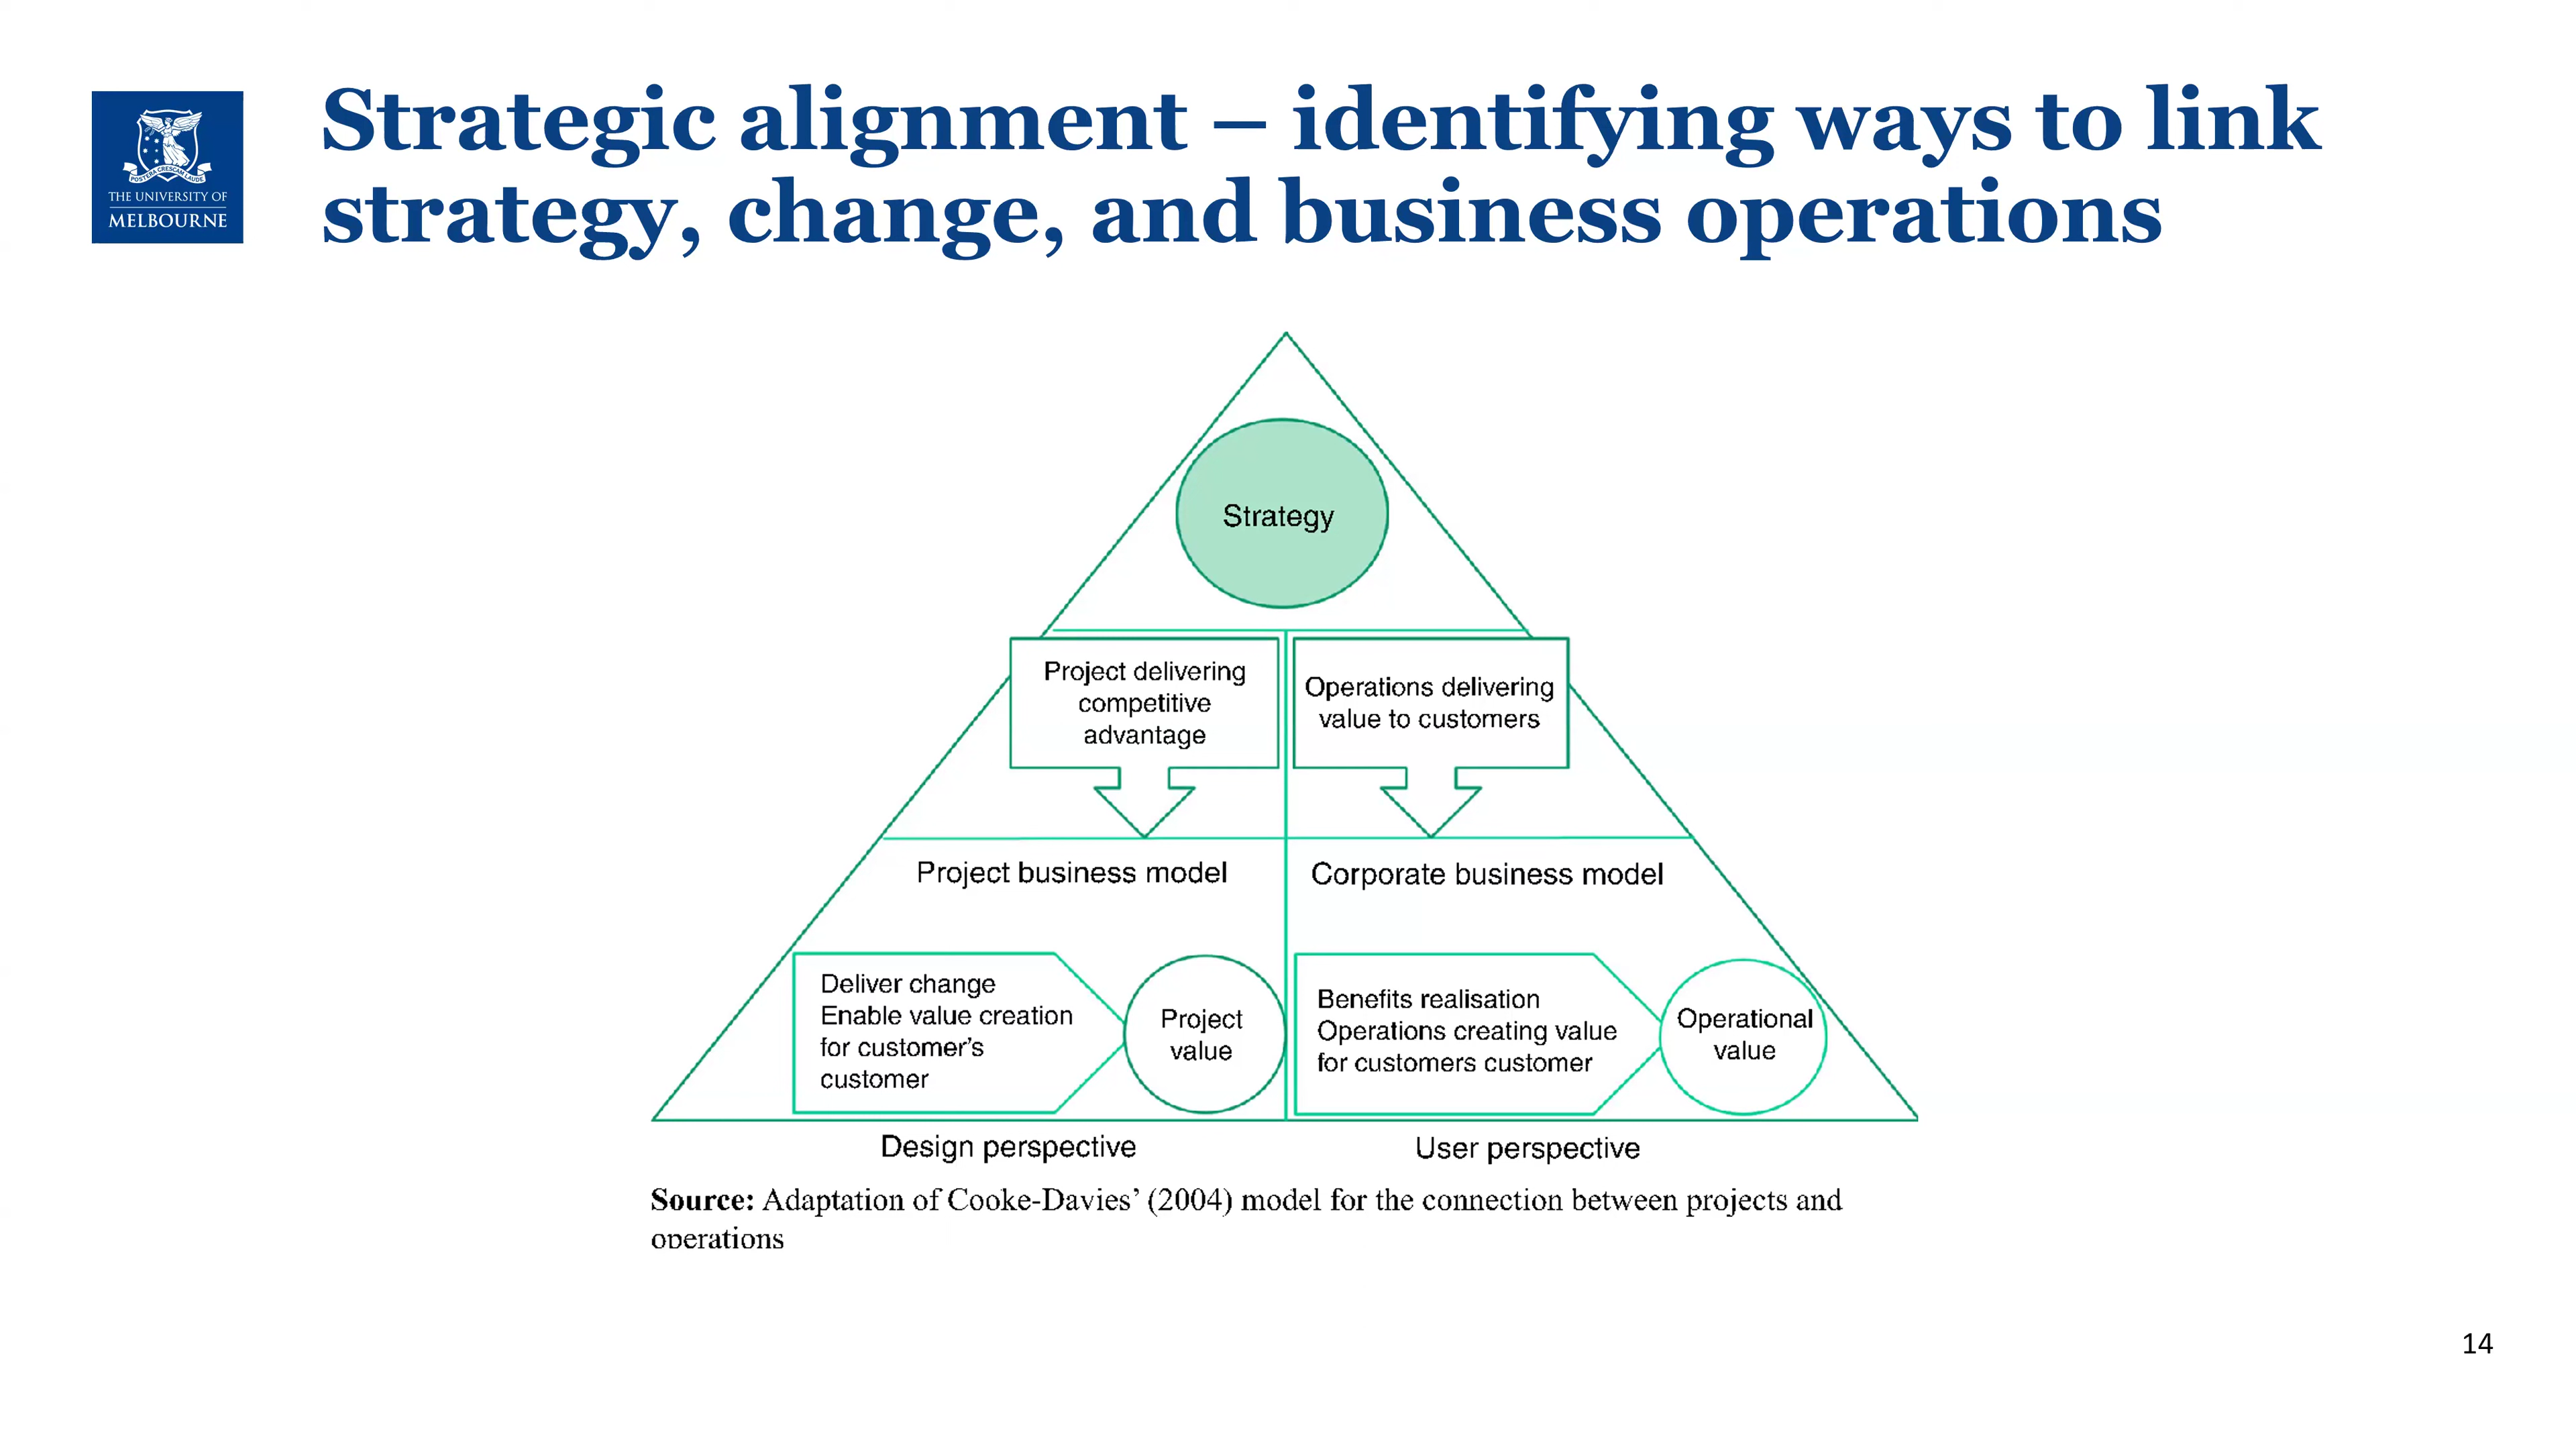 Strategic alignment – identifying ways to link
strategy, change, and business operations
POSTERA CRESCAM LAUDE
THE UNIVERSITY OF
MELBOURNE
Strategy
Project delivering
competitive
advantage
Operations delivering
value to customers
Project business model
Corporate business model
Deliver change
Enable value creation
for customer’s
customer
Project
value
Benefits realisation
Operations creating value
for customers customer
Operational
value
Design perspective
User perspective
Source: Adaptation of Cooke-Davies’ (2004) model for the connection between projects and
operations
14